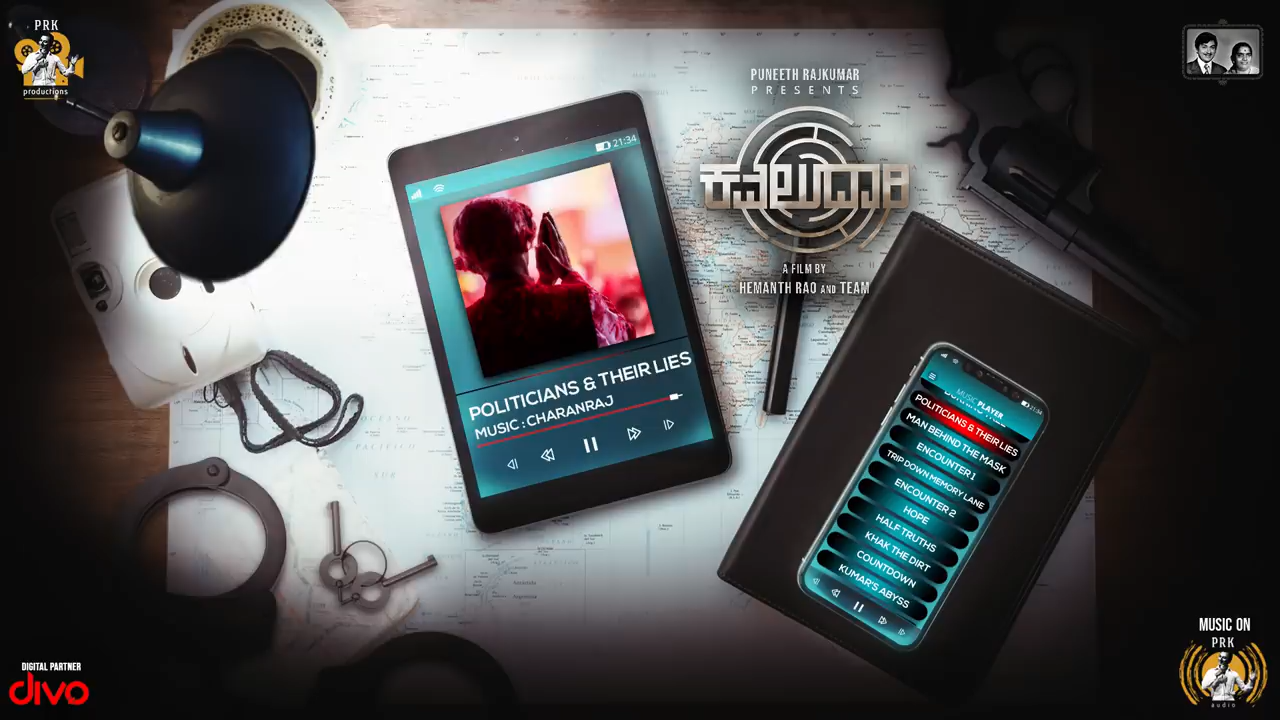 PRK
productions
PUNEETH RAJKUMAR
PRESENTS
ಕವಲುದಾರಿ
A FILM BY
HEMANTH RAO AND TEAM
21:34
POLITICIANS & THEIR LIES
MUSIC : CHARANRAJ
21:34
MUSIC PLAYER
POLITICIANS & THEIR LIES
MAN BEHIND THE MASK
ENCOUNTER 1
TRIP DOWN MEMORY LANE
ENCOUNTER 2
HOPE
HALF TRUTHS
KHAK THE DIRT
COUNTDOWN
KUMAR'S ABYSS
DIGITAL PARTNER
divo
MUSIC ON
PRK
audio